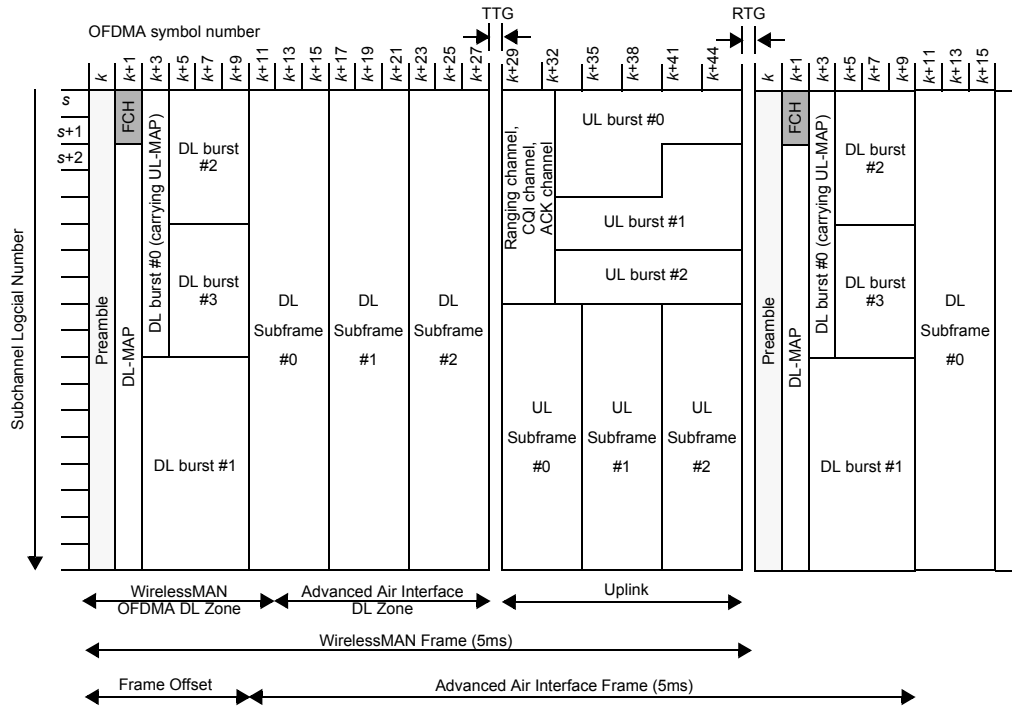 TTG
RTG
OFDMA symbol number
k
k+1
k+3
k+5
k+7
k+9
k+11
k+13
k+15
k+17
k+19
k+21
k+23
k+25
k+27
k+29
k+32
k+35
k+38
k+41
k+44
k
k+1
k+3
k+5
k+7
k+9
k+11
k+13
k+15
Subchannel Logcial Number
s
s+1
s+2
Preamble
FCH
DL-MAP
DL burst #0 (carrying UL-MAP)
DL burst
#2
DL burst
#3
DL burst #1
DL
Subframe
#0
DL
Subframe
#1
DL
Subframe
#2
Ranging channel,
CQI channel,
ACK channel
UL burst #0
UL burst #1
UL burst #2
UL
Subframe
#0
UL
Subframe
#1
UL
Subframe
#2
Preamble
FCH
DL-MAP
DL burst #0 (carrying UL-MAP)
DL burst
#2
DL burst
#3
DL burst #1
DL
Subframe
#0
WirelessMAN
OFDMA DL Zone
Advanced Air Interface
DL Zone
Uplink
WirelessMAN Frame (5ms)
Frame Offset
Advanced Air Interface Frame (5ms)